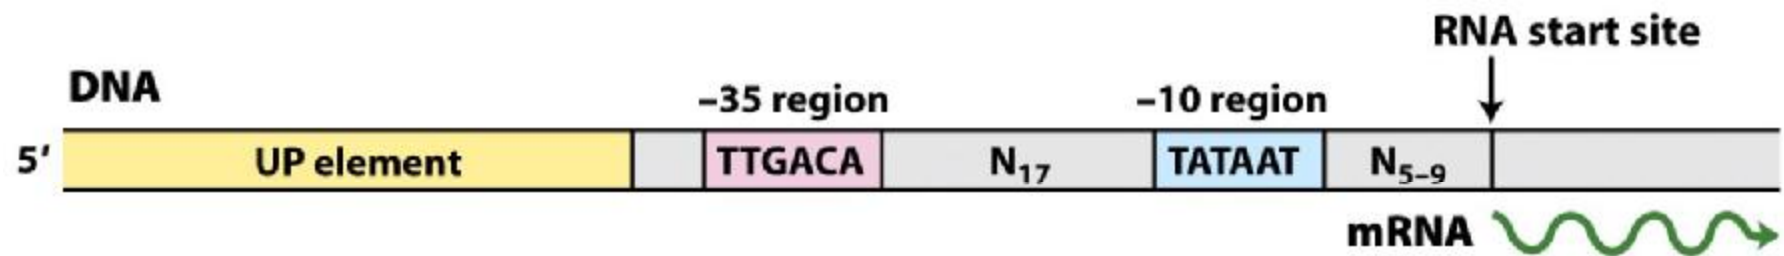 RNA start site
DNA
–35 region
–10 region
5′
UP element
TTGACA
N₁₇
TATAAT
N₅₋₉
mRNA